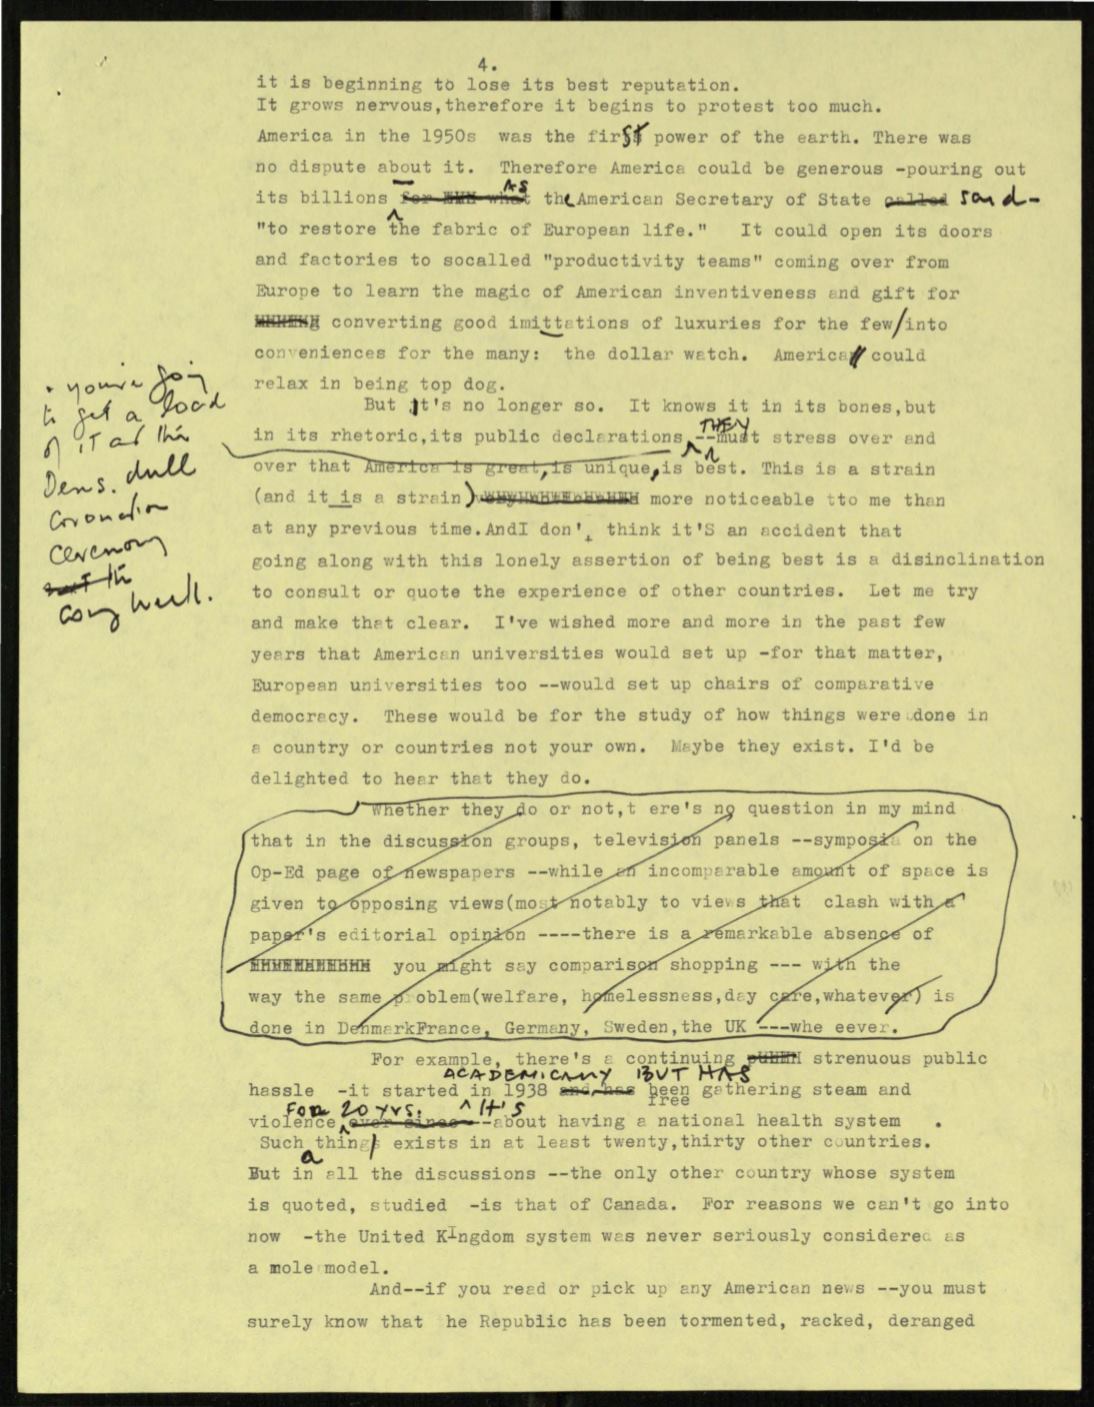 4.
it is beginning to lose its best reputation.
It grows nervous,therefore it begins to protest too much.
America in the 1950s was the first power of the earth. There was
no dispute about it. Therefore America could be generous -pouring out
its billions for what AS the American Secretary of State called said-
"to restore the fabric of European life." It could open its doors
and factories to socalled "productivity teams" coming over from
Europe to learn the magic of American inventiveness and gift for
converting good imittations of luxuries for the few/into
conveniences for the many: the dollar watch. America could
relax in being top dog.
But it's no longer so. It knows it in its bones,but
THEY
in its rhetoric,its public declarations --must stress over and
over that America is great,is unique,is best. This is a strain
(and it is a strain) more noticeable tto me than
at any previous time.AndI don't think it'S an accident that
going along with this lonely assertion of being best is a disinclination
to consult or quote the experience of other countries. Let me try
and make that clear. I've wished more and more in the past few
years that American universities would set up -for that matter,
European universities too --would set up chairs of comparative
democracy. These would be for the study of how things were done in
a country or countries not your own. Maybe they exist. I'd be
delighted to hear that they do.
Whether they do or not,t ere's no question in my mind
that in the discussion groups, television panels --symposia on the
Op-Ed page of newspapers --while an incomparable amount of space is
given to opposing views(most notably to views that clash with a
paper's editorial opinion ----there is a remarkable absence of
you might say comparison shopping --- with the
way the same problem(welfare, homelessness,day care,whatever) is
done in DenmarkFrance, Germany, Sweden,the UK ---whe eever.
For example, there's a continuing strenuous public
ACADEMICALLY BUT HAS
hassle -it started in 1938 and has been gathering steam and
FOR 20 YRS. It's free
violence ever since --about having a national health system .
Such things exists in at least twenty,thirty other countries.
a
But in all the discussions --the only other country whose system
is quoted, studied -is that of Canada. For reasons we can't go into
now -the United KIngdom system was never seriously considered as
a mole model.
And--if you read or pick up any American news --you must
surely know that he Republic has been tormented, racked, deranged
you're going
to get a load
of it at this
Dems. dull
coronation
ceremony
coming week.